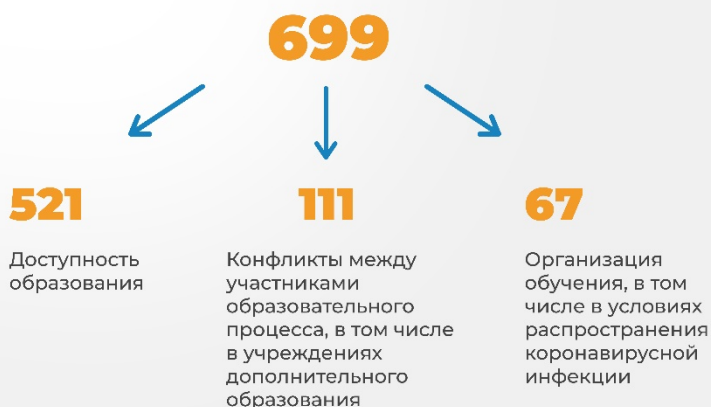 699
521
Доступность
образования
111
Конфликты между
участниками
образовательного
процесса, в том числе
в учреждениях
дополнительного
образования
67
Организация
обучения, в том
числе в условиях
распространения
коронавирусной
инфекции